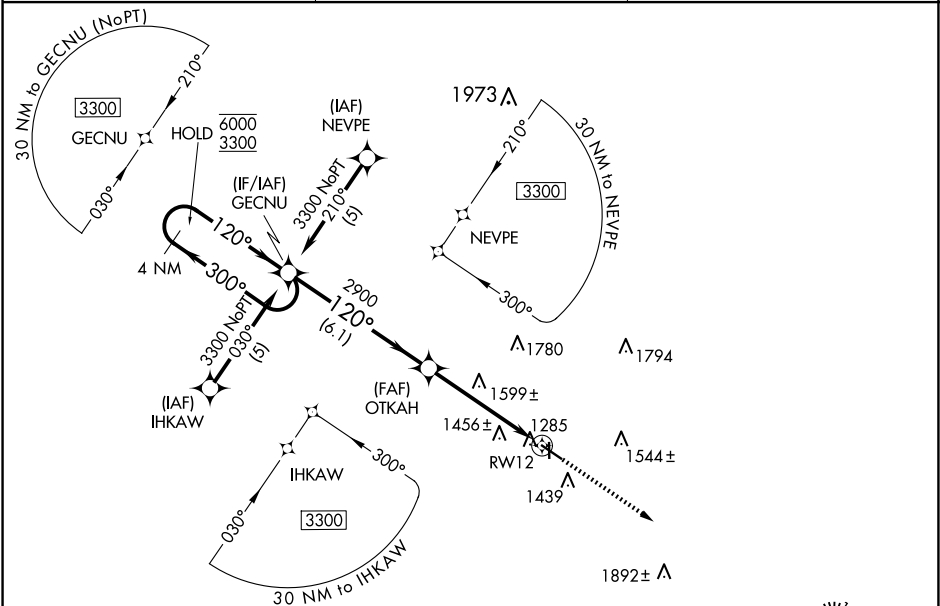 30 NM to GECNU (NoPT)
210°
3300
GECNU
030°
HOLD
6000
3300
(IAF)
NEVPE
1973
30 NM to NEVPE
210°
3300
NEVPE
300°
(IF/IAF)
GECNU
3300 NoPT
210°
(5)
120°
4 NM
300°
2900
120°
(6.1)
3300 NoPT
030°
(5)
(IAF)
IHKAW
(FAF)
OTKAH
1780
1794
1599±
1456±
1285
RW12
1544±
1439
IHKAW
300°
030°
3300
30 NM to IHKAW
1892±